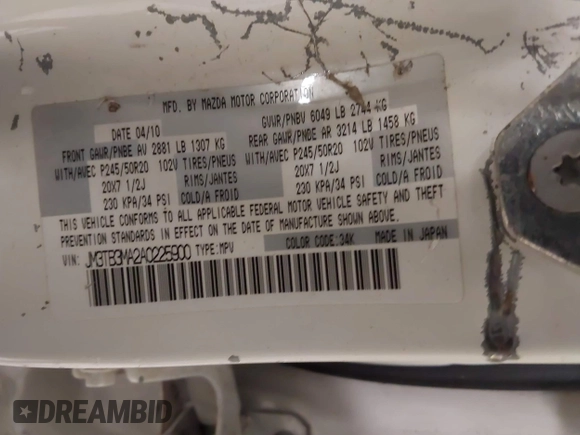 MFD. BY MAZDA MOTOR CORPORATION
DATE 04/10 GVWR/PNBV 6049 LB 2744 KG
FRONT GAWR/PNBE AV 2881 LB 1307 KG REAR GAWR/PNBE AR 3214 LB 1458 KG
WITH/AVEC P245/50R20 102V TIRES/PNEUS WITH/AVEC P245/50R20 102V TIRES/PNEUS
20X7 1/2J RIMS/JANTES 20X7 1/2J RIMS/JANTES
230 KPA/34 PSI COLD/A FROID 230 KPA/34 PSI COLD/A FROID
THIS VEHICLE CONFORMS TO ALL APPLICABLE FEDERAL MOTOR VEHICLE SAFETY AND THEFT
PREVENTION STANDARDS IN EFFECT ON THE DATE OF MANUFACTURE SHOWN ABOVE.
VIN: JM3TB3MA2A0225900 TYPE:MPV COLOR CODE:34K MADE IN JAPAN
DREAMBID